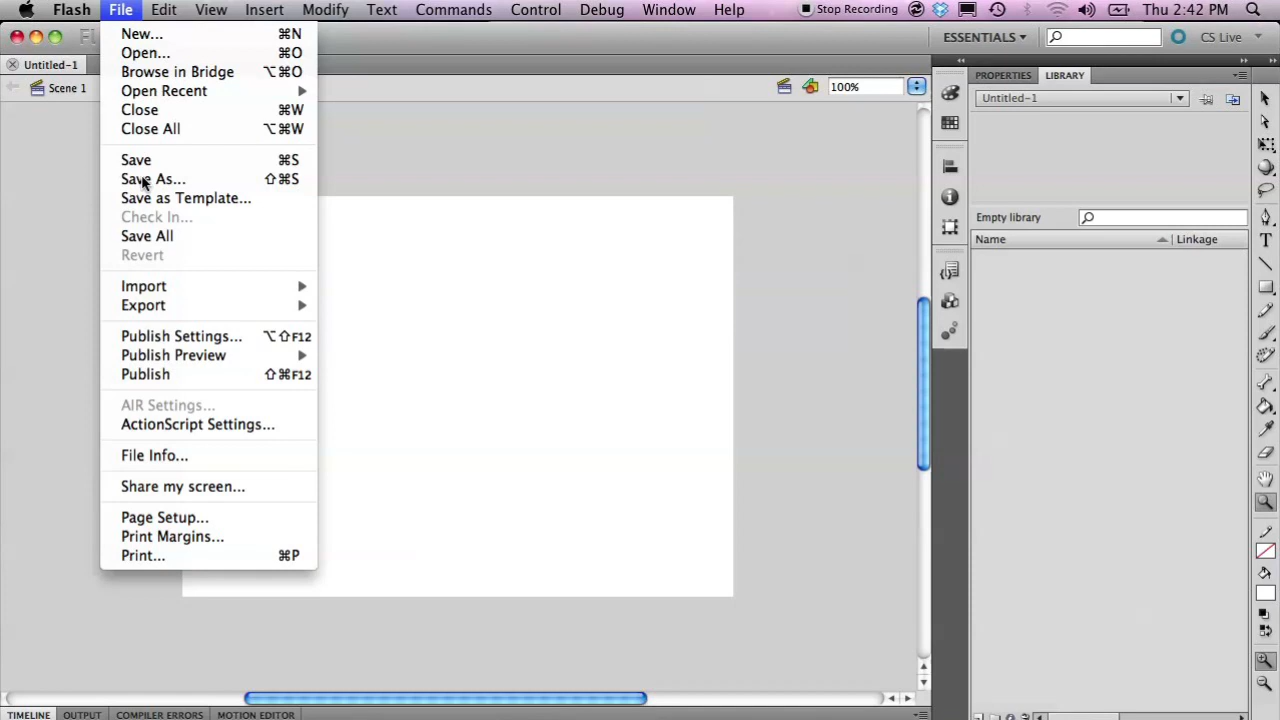 Flash File Edit View Insert Modify Text Commands Control Debug Window Help Stop Recording Thu 2:42 PM
ESSENTIALS CS Live
Untitled-1
Scene 1 100%
New... ⌘N
Open... ⌘O
Browse in Bridge ⌥⌘O
Open Recent
Close ⌘W
Close All ⌥⌘W
Save ⌘S
Save As... ⇧⌘S
Save as Template...
Check In...
Save All
Revert
Import
Export
Publish Settings... ⌥⇧F12
Publish Preview
Publish ⇧⌘F12
AIR Settings...
ActionScript Settings...
File Info...
Share my screen...
Page Setup...
Print Margins...
Print... ⌘P
PROPERTIES LIBRARY
Untitled-1
Empty library
Name Linkage
TIMELINE OUTPUT COMPILER ERRORS MOTION EDITOR